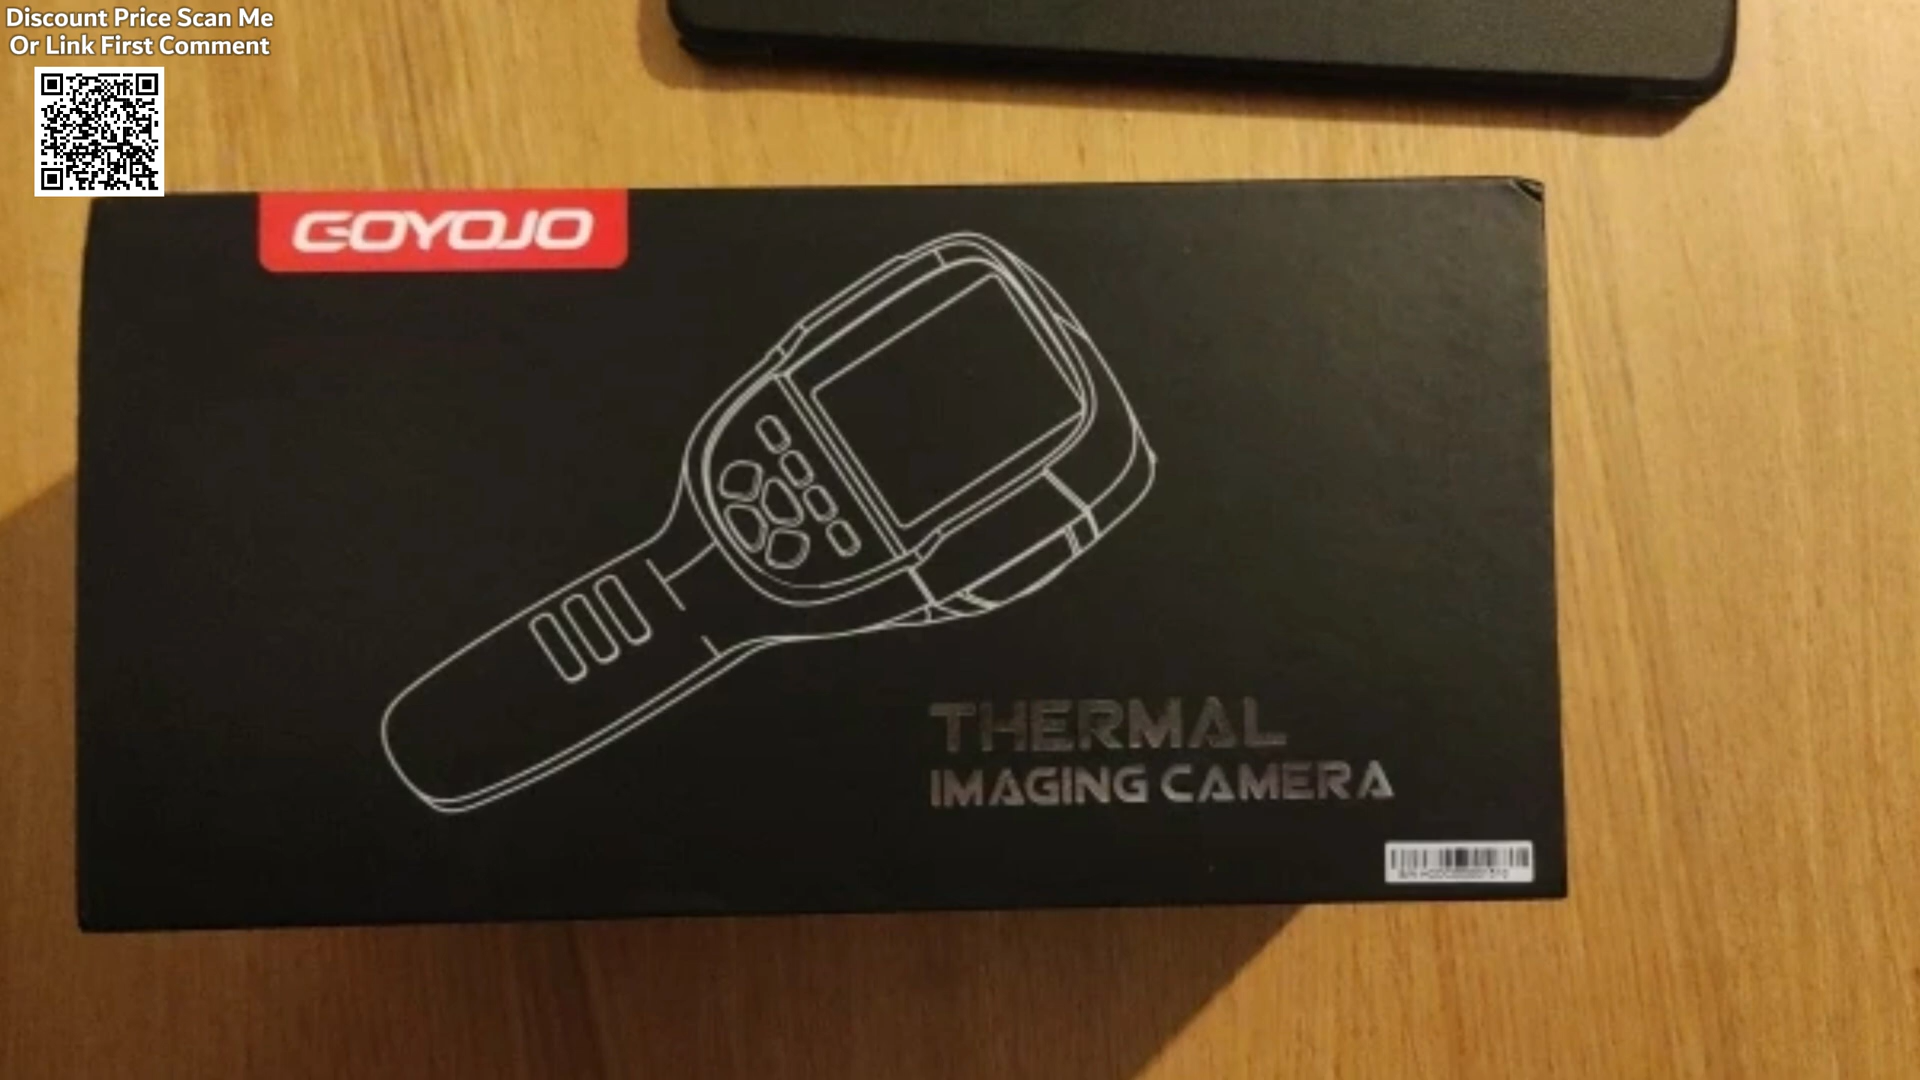 Discount Price Scan Me
Or Link First Comment
GOYOJO
THERMAL
IMAGING CAMERA